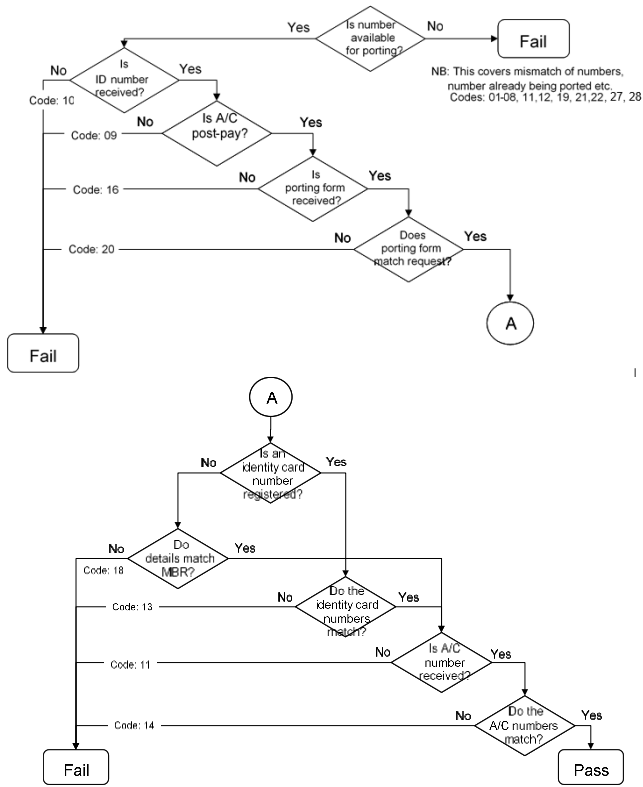 Is number
available
for porting?
Yes
No
Fail
NB: This covers mismatch of numbers,
number already being ported etc.
Codes: 01-08, 11,12, 19, 21,22, 27, 28
Is
ID number
received?
No
Yes
Code: 10
Is A/C
post-pay?
No
Yes
Code: 09
Is
porting form
received?
No
Yes
Code: 16
Does
porting form
match request?
No
Yes
Code: 20
A
Fail
A
Is an
identity card
number
registered?
No
Yes
Do
details match
MBR?
No
Yes
Code: 18
Do the
identity card
numbers
match?
No
Yes
Code: 13
Is A/C
number
received?
No
Yes
Code: 11
Do the
A/C numbers
match?
No
Yes
Code: 14
Fail
Pass